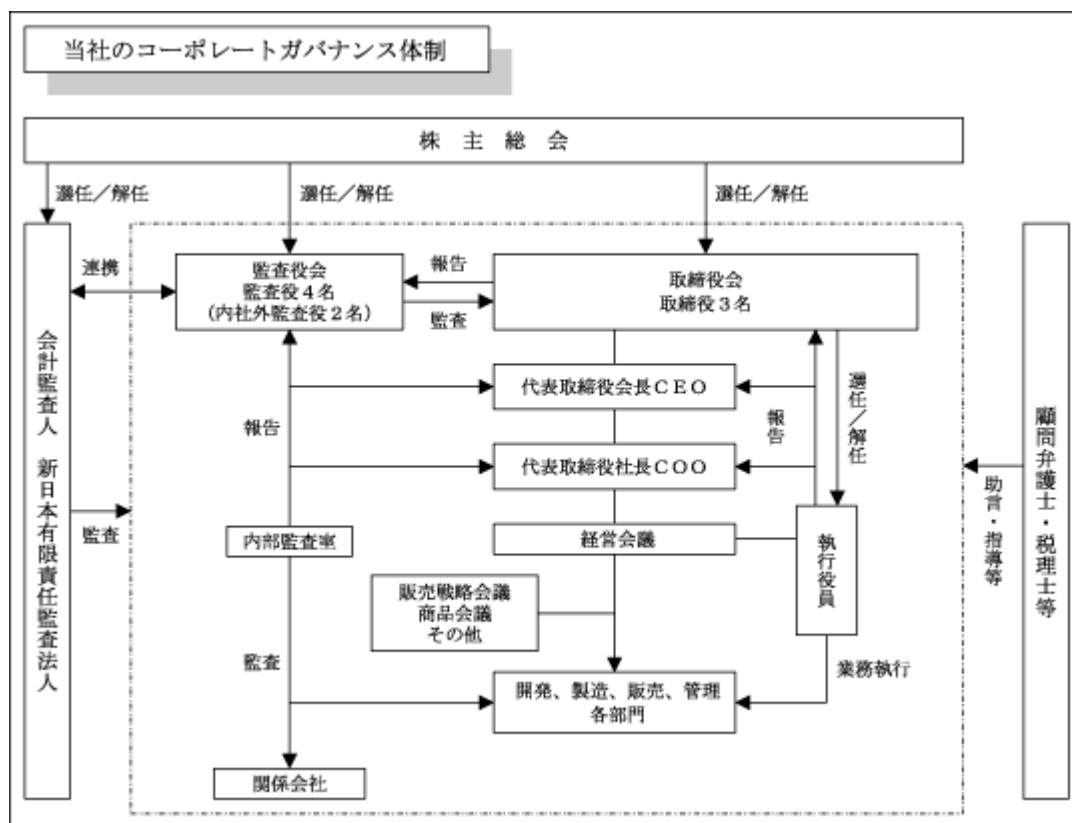 当社のコーポレートガバナンス体制
株主総会
選任／解任
選任／解任
選任／解任
連携
監査役会
監査役４名
（内社外監査役２名）
報告
監査
取締役会
取締役３名
代表取締役会長ＣＥＯ
選任／解任
報告
報告
代表取締役社長ＣＯＯ
会計監査人　新日本有限責任監査法人
顧問弁護士・税理士等
助言・指導等
監査
内部監査室
経営会議
執行役員
販売戦略会議
商品会議
その他
監査
業務執行
開発、製造、販売、管理
各部門
関係会社